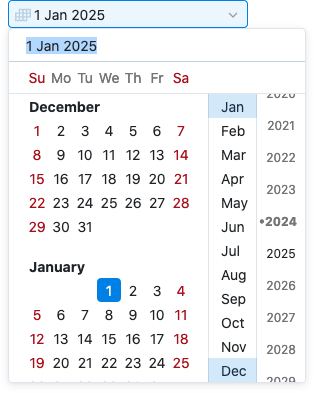 1 Jan 2025
1 Jan 2025
Su Mo Tu We Th Fr Sa
December
1 2 3 4 5 6 7
8 9 10 11 12 13 14
15 16 17 18 19 20 21
22 23 24 25 26 27 28
29 30 31
January
1 2 3 4
5 6 7 8 9 10 11
12 13 14 15 16 17 18
19 20 21 22 23 24 25
Jan
Feb
Mar
Apr
May
Jun
Jul
Aug
Sep
Oct
Nov
Dec
2020
2021
2022
2023
•2024
2025
2026
2027
2028
2029